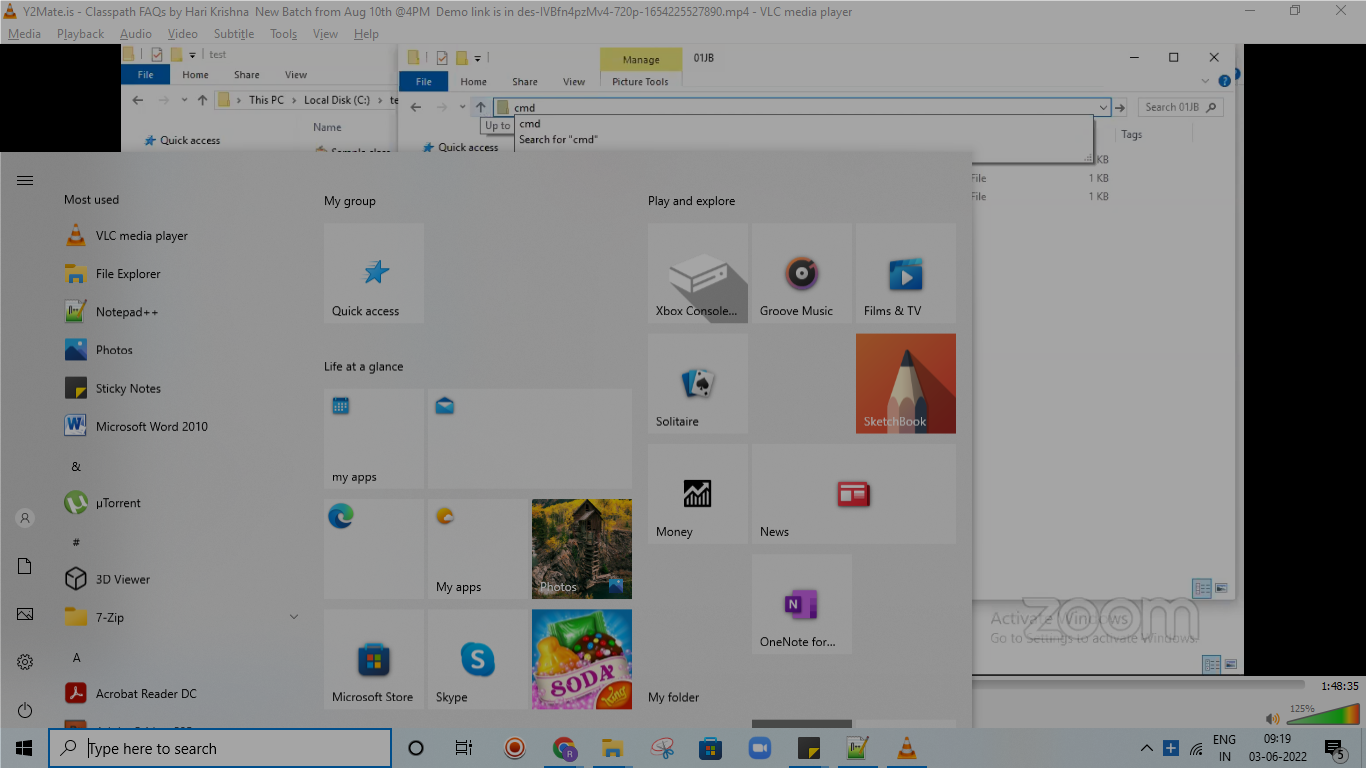 Y2Mate.is - Classpath FAQs by Hari Krishna  New Batch from Aug 10th @4PM  Demo link is in des-IVBfn4pzMv4-720p-1654225527890.mp4 - VLC media player
Media Playback Audio Video Subtitle Tools View Help
test
File Home Share View
This PC > Local Disk (C:) > te
Name
Quick access
Manage 01JB
File Home Share View Picture Tools
cmd
Search 01JB
Up to
cmd
Search for "cmd"
Tags
Quick access
KB
File 1 KB
File 1 KB
Most used
VLC media player
File Explorer
Notepad++
Photos
Sticky Notes
Microsoft Word 2010
&
µTorrent
#
3D Viewer
7-Zip
A
Acrobat Reader DC
My group
Quick access
Life at a glance
my apps
My apps
Photos
Microsoft Store
Skype
SODA
King
Play and explore
Xbox Console...
Groove Music
Films & TV
Solitaire
SketchBook
Money
News
OneNote for...
My folder
zoom
Activate Windows
Go to Settings to activate Windows.
1:48:35
125%
Type here to search
ENG
IN
09:19
03-06-2022
5